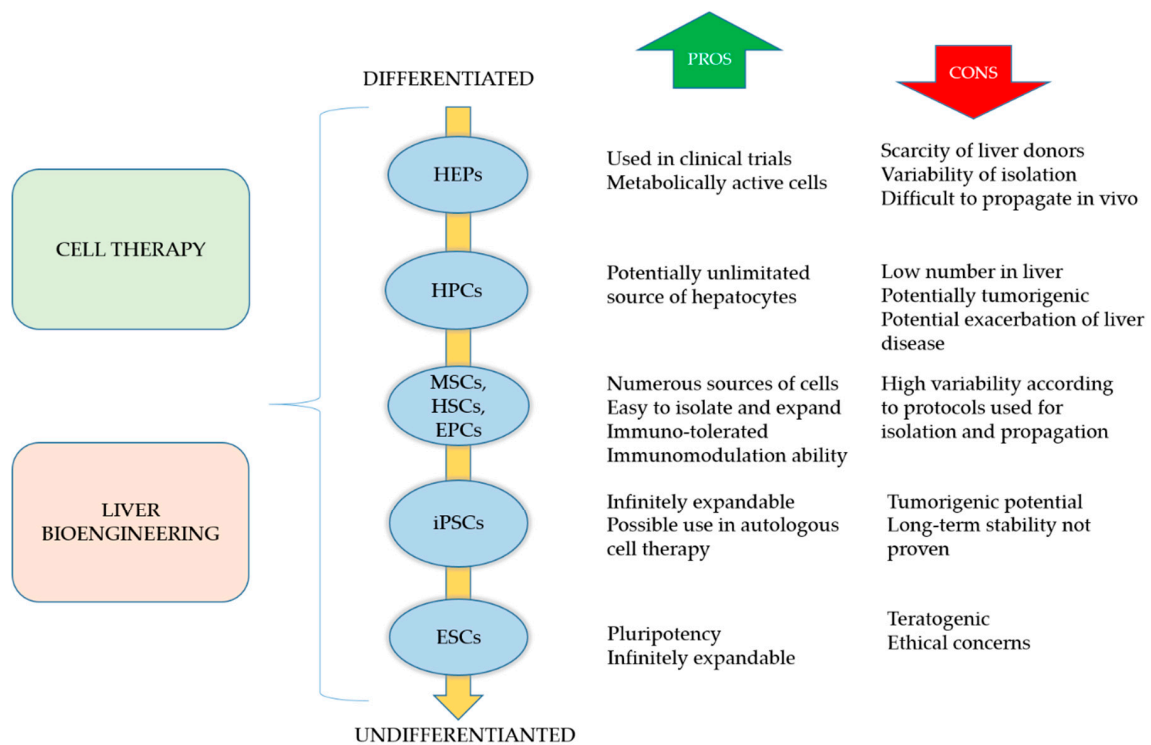 PROS
CONS
DIFFERENTIATED
CELL THERAPY
LIVER
BIOENGINEERING
HEPs
Used in clinical trials
Metabolically active cells
Scarcity of liver donors
Variability of isolation
Difficult to propagate in vivo
HPCs
Potentially unlimitated
source of hepatocytes
Low number in liver
Potentially tumorigenic
Potential exacerbation of liver
disease
MSCs,
HSCs,
EPCs
Numerous sources of cells
Easy to isolate and expand
Immuno-tolerated
Immunomodulation ability
High variability according
to protocols used for
isolation and propagation
iPSCs
Infinitely expandable
Possible use in autologous
cell therapy
Tumorigenic potential
Long-term stability not
proven
ESCs
Pluripotency
Infinitely expandable
Teratogenic
Ethical concerns
UNDIFFERENTIANTED